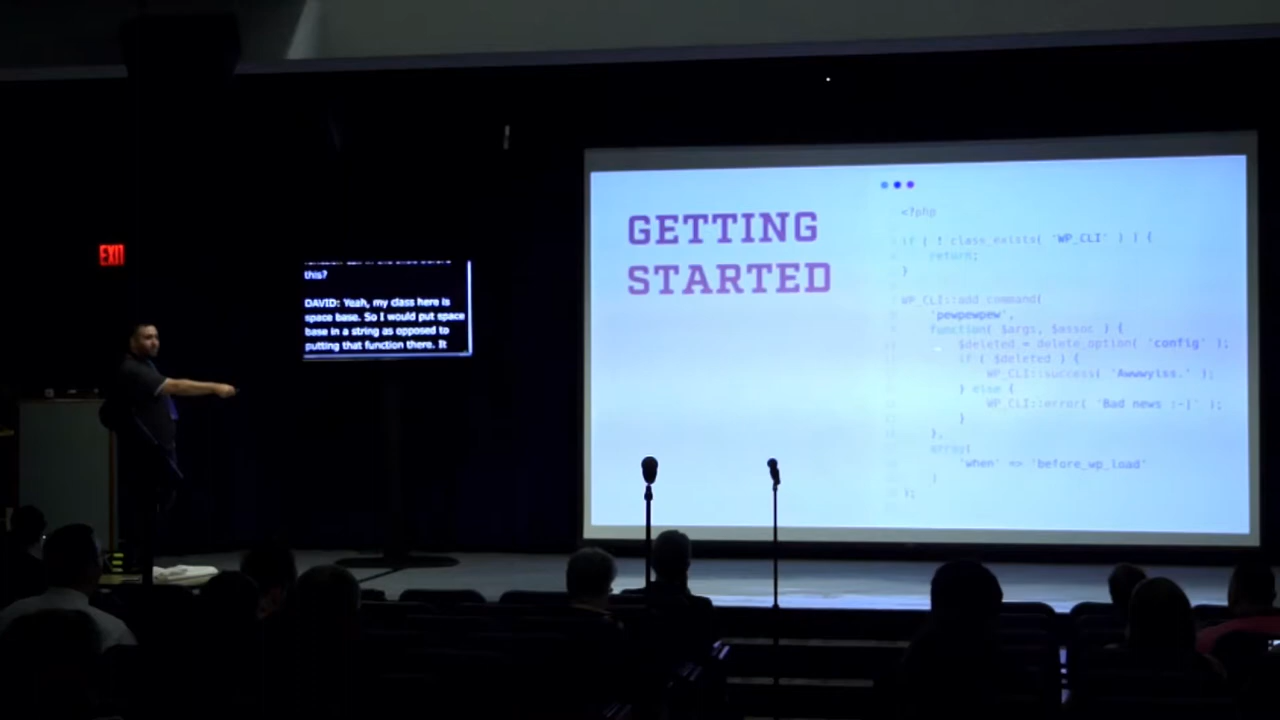 EXIT
this?
DAVID: Yeah, my class here is
space base. So I would put space
base in a string as opposed to
putting that function there. It
GETTING
STARTED
<?php
if ( ! class_exists( 'WP_CLI' ) ) {
return;
}
WP_CLI::add_command(
'pewpewpew',
function( $args, $assoc ) {
$deleted = delete_option( 'config' );
if ( $deleted ) {
WP_CLI::success( 'Awwwyiss.' );
} else {
WP_CLI::error( 'Bad news :-(' );
}
},
array(
'when' => 'before_wp_load'
)
);